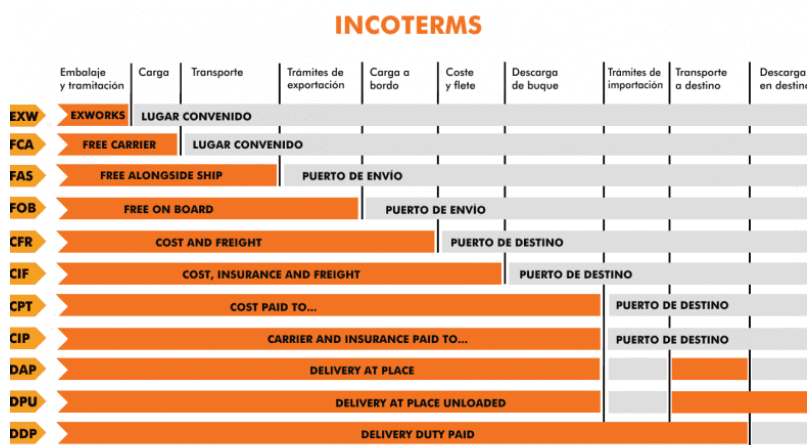 INCOTERMS
Embalaje
y tramitación
Carga
Transporte
Trámites de
exportación
Carga a
bordo
Coste
y flete
Descarga
de buque
Trámites de
importación
Transporte
a destino
Descarga
en destino
EXW EXWORKS LUGAR CONVENIDO
FCA FREE CARRIER LUGAR CONVENIDO
FAS FREE ALONGSIDE SHIP PUERTO DE ENVÍO
FOB FREE ON BOARD PUERTO DE ENVÍO
CFR COST AND FREIGHT PUERTO DE DESTINO
CIF COST, INSURANCE AND FREIGHT PUERTO DE DESTINO
CPT COST PAID TO... PUERTO DE DESTINO
CIP CARRIER AND INSURANCE PAID TO... PUERTO DE DESTINO
DAP DELIVERY AT PLACE
DPU DELIVERY AT PLACE UNLOADED
DDP DELIVERY DUTY PAID